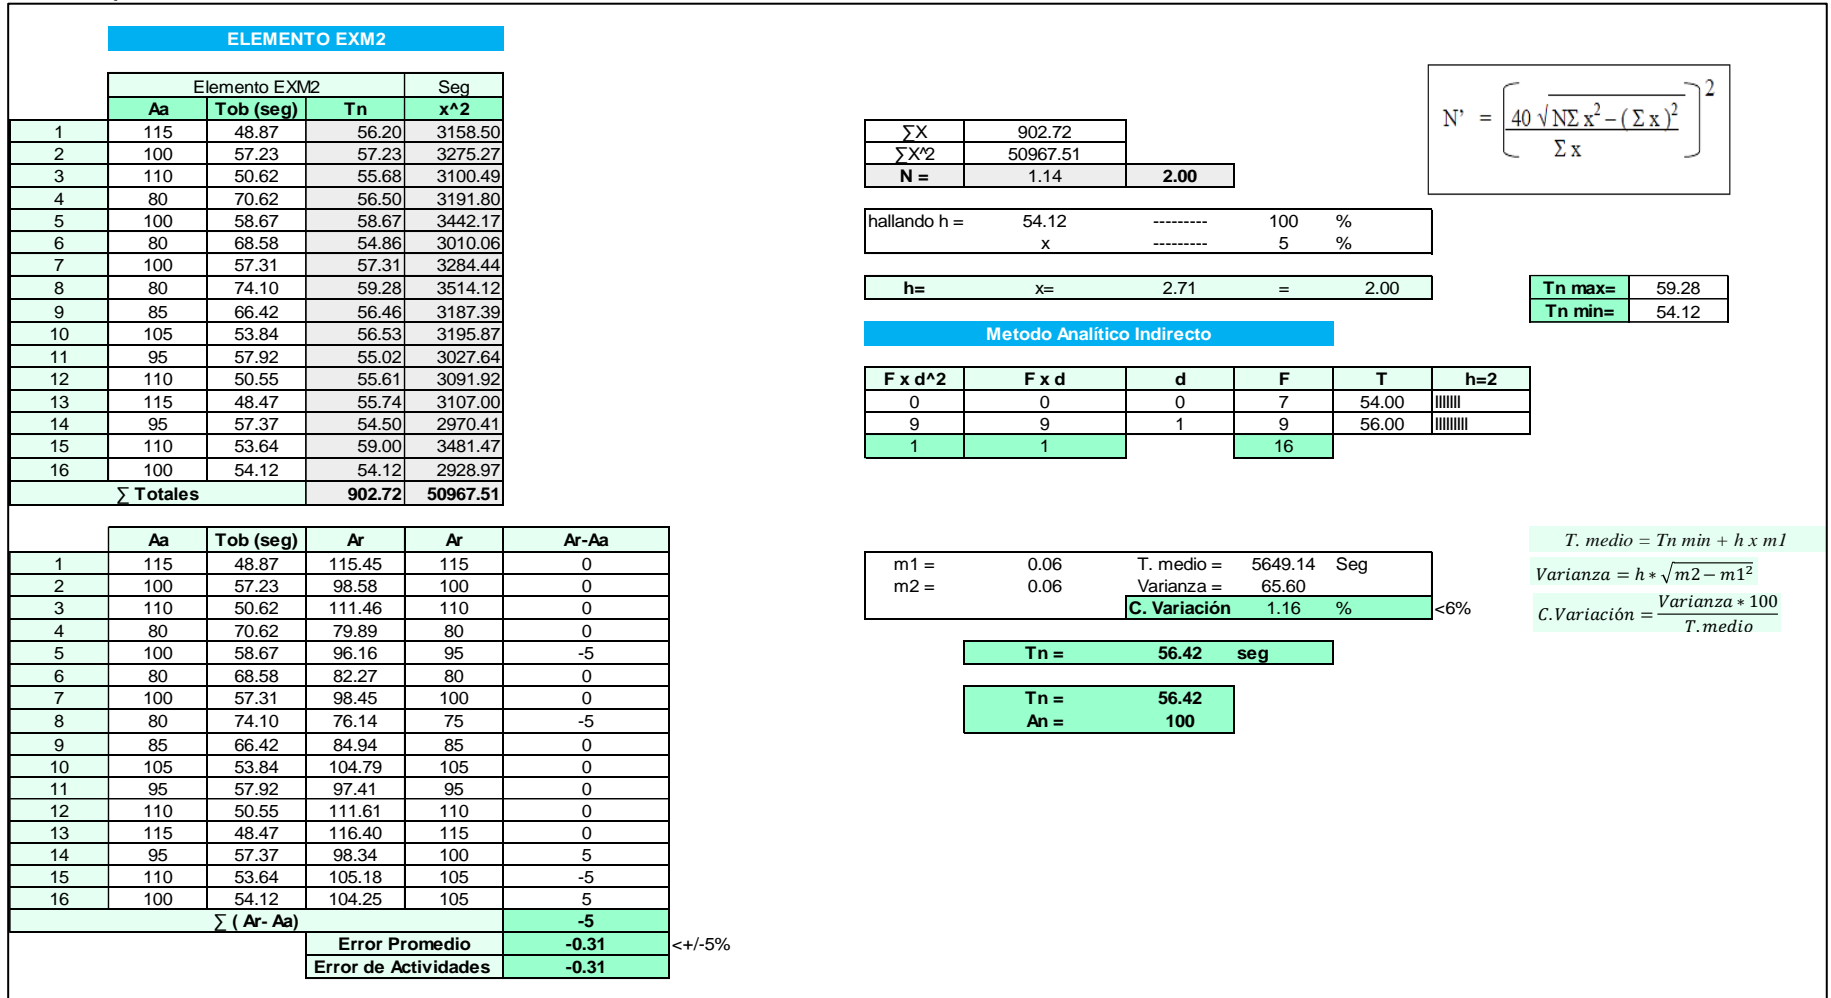 ELEMENTO EXM2
Elemento EXM2 Seg
Aa Tob (seg) Tn x^2
1 115 48.87 56.20 3158.50
2 100 57.23 57.23 3275.27
3 110 50.62 55.68 3100.49
4 80 70.62 56.50 3191.80
5 100 58.67 58.67 3442.17
6 80 68.58 54.86 3010.06
7 100 57.31 57.31 3284.44
8 80 74.10 59.28 3514.12
9 85 66.42 56.46 3187.39
10 105 53.84 56.53 3195.87
11 95 57.92 55.02 3027.64
12 110 50.55 55.61 3091.92
13 115 48.47 55.74 3107.00
14 95 57.37 54.50 2970.41
15 110 53.64 59.00 3481.47
16 100 54.12 54.12 2928.97
∑ Totales 902.72 50967.51
∑X 902.72
∑X^2 50967.51
N = 1.14 2.00
N' = (40 √NΣx² – (Σx)² / Σx)²
hallando h = 54.12 --------- 100 %
x --------- 5 %
h= x= 2.71 = 2.00
Tn max= 59.28
Tn min= 54.12
Metodo Analítico Indirecto
F x d^2 F x d d F T h=2
0 0 0 7 54.00 IIIIIII
9 9 1 9 56.00 IIIIIIIII
1 1 16
Aa Tob (seg) Ar Ar Ar-Aa
1 115 48.87 115.45 115 0
2 100 57.23 98.58 100 0
3 110 50.62 111.46 110 0
4 80 70.62 79.89 80 0
5 100 58.67 96.16 95 -5
6 80 68.58 82.27 80 0
7 100 57.31 98.45 100 0
8 80 74.10 76.14 75 -5
9 85 66.42 84.94 85 0
10 105 53.84 104.79 105 0
11 95 57.92 97.41 95 0
12 110 50.55 111.61 110 0
13 115 48.47 116.40 115 0
14 95 57.37 98.34 100 5
15 110 53.64 105.18 105 -5
16 100 54.12 104.25 105 5
∑ ( Ar- Aa) -5
Error Promedio -0.31 <+/-5%
Error de Actividades -0.31
m1 = 0.06 T. medio = 5649.14 Seg
m2 = 0.06 Varianza = 65.60
C. Variación 1.16 % <6%
Tn = 56.42 seg
Tn = 56.42
An = 100
T. medio = Tn min + h x m1
Varianza = h * √m2 − m1²
C.Variación = Varianza * 100 / T.medio